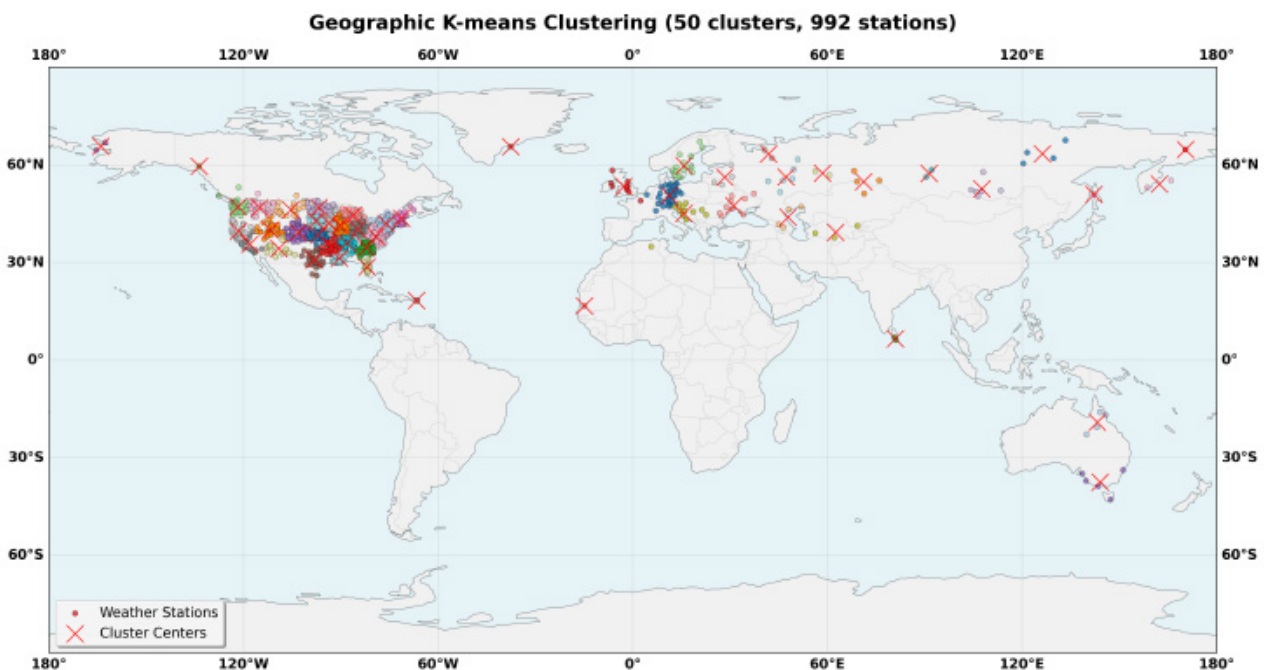 Geographic K-means Clustering (50 clusters, 992 stations)
180° 120°W 60°W 0° 60°E 120°E 180°
60°N 60°N
30°N 30°N
0° 0°
30°S 30°S
60°S 60°S
Weather Stations
Cluster Centers
180° 120°W 60°W 0° 60°E 120°E 180°